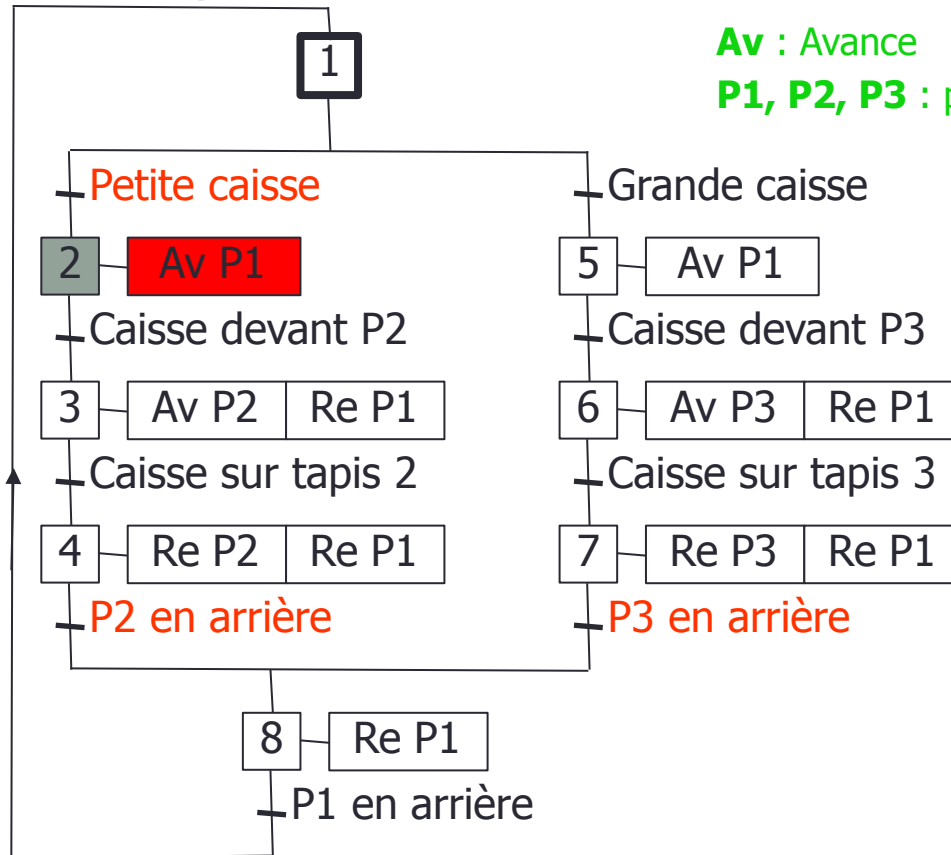 1
Av : Avance
P1, P2, P3 :
Petite caisse
Grande caisse
2 Av P1
5 Av P1
Caisse devant P2
Caisse devant P3
3 Av P2 Re P1
6 Av P3 Re P1
Caisse sur tapis 2
Caisse sur tapis 3
4 Re P2 Re P1
7 Re P3 Re P1
P2 en arrière
P3 en arrière
8 Re P1
P1 en arrière